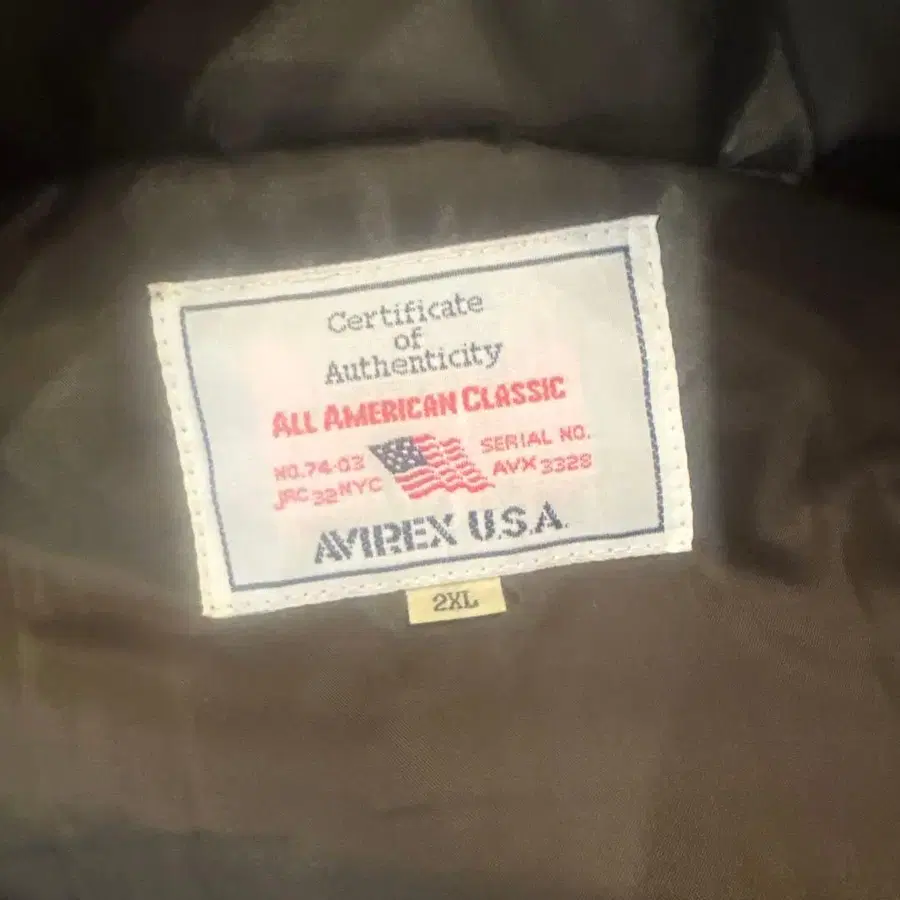 Certificate
of
Authenticity
ALL AMERICAN CLASSIC
NO.74-03 SERIAL NO.
JRC 32 NYC AVX 3328
AVIREX U.S.A.
2XL